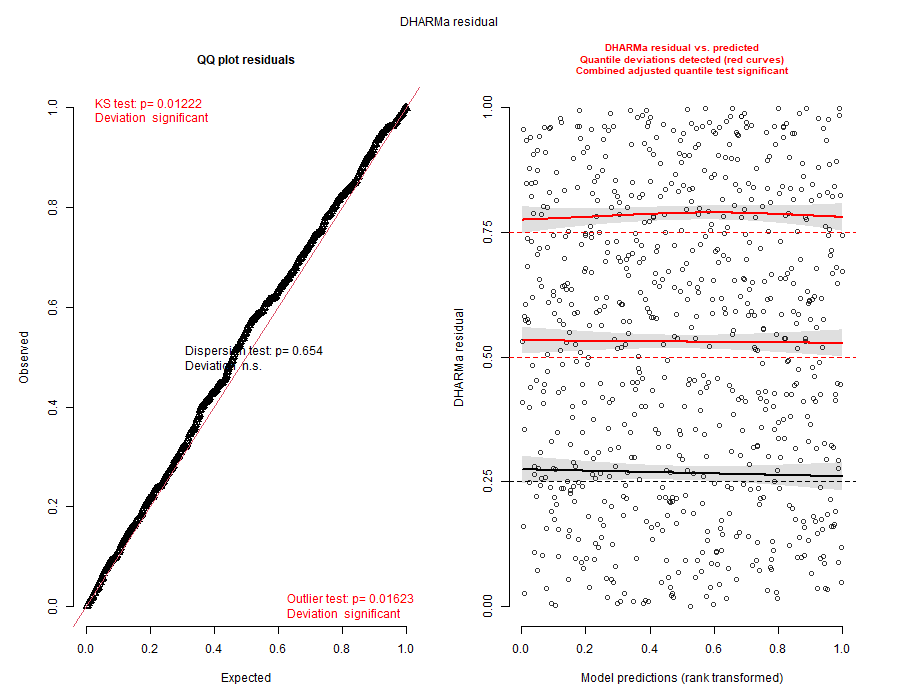 DHARMa residual
QQ plot residuals
KS test: p= 0.01222
Deviation  significant
Dispersion test: p= 0.654
Deviation  n.s.
Outlier test: p= 0.01623
Deviation  significant
Observed
0.0 0.2 0.4 0.6 0.8 1.0
0.0 0.2 0.4 0.6 0.8 1.0
Expected
DHARMa residual vs. predicted
Quantile deviations detected (red curves)
Combined adjusted quantile test significant
DHARMa residual
0.00 0.25 0.50 0.75 1.00
0.0 0.2 0.4 0.6 0.8 1.0
Model predictions (rank transformed)